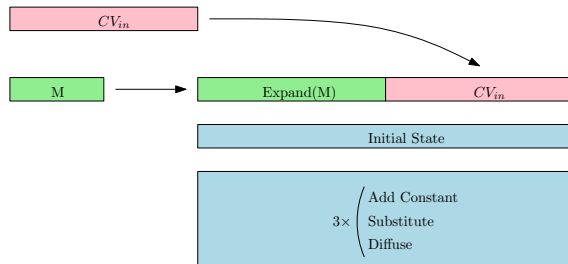 CV_in
M
Expand(M)
CV_in
Initial State
3×
Add Constant
Substitute
Diffuse